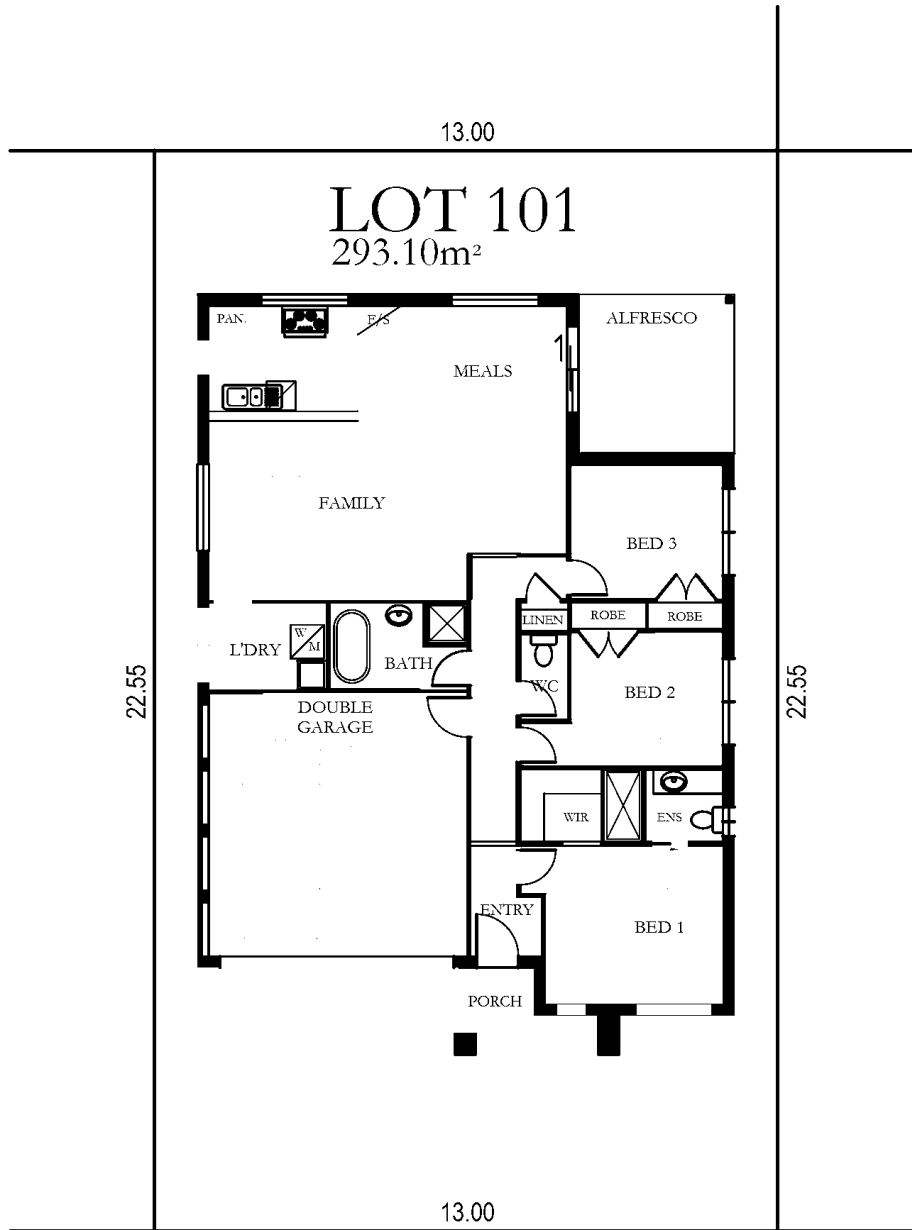 13.00
LOT 101
293.10m²
PAN.
F/S
ALFRESCO
MEALS
FAMILY
BED 3
LINEN
ROBE
ROBE
W
M
L'DRY
BATH
WC
BED 2
22.55
22.55
DOUBLE
GARAGE
WIR
ENS
ENTRY
BED 1
PORCH
13.00